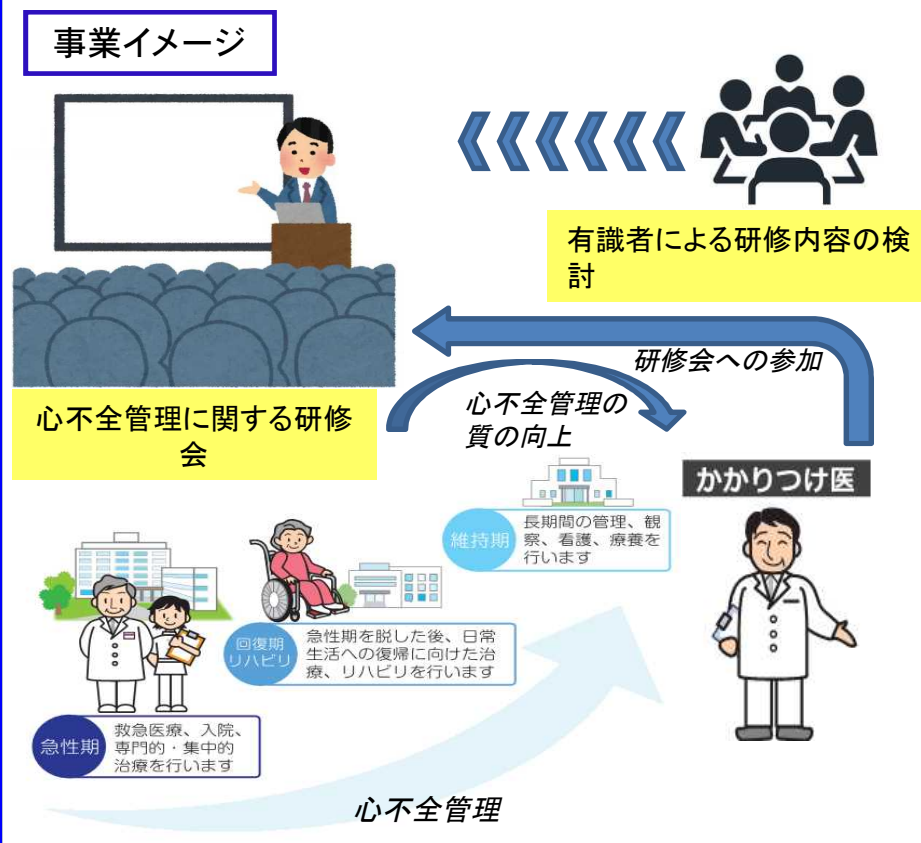 事業イメージ
有識者による研修内容の検
討
研修会への参加
心不全管理に関する研修
会
心不全管理の
質の向上
かかりつけ医
維持期
長期間の管理、観
察、看護、療養を
行います
回復期
リハビリ
急性期を脱した後、日常
生活への復帰に向けた治
療、リハビリを行います
急性期
救急医療、入院、
専門的・集中的
治療を行います
心不全管理